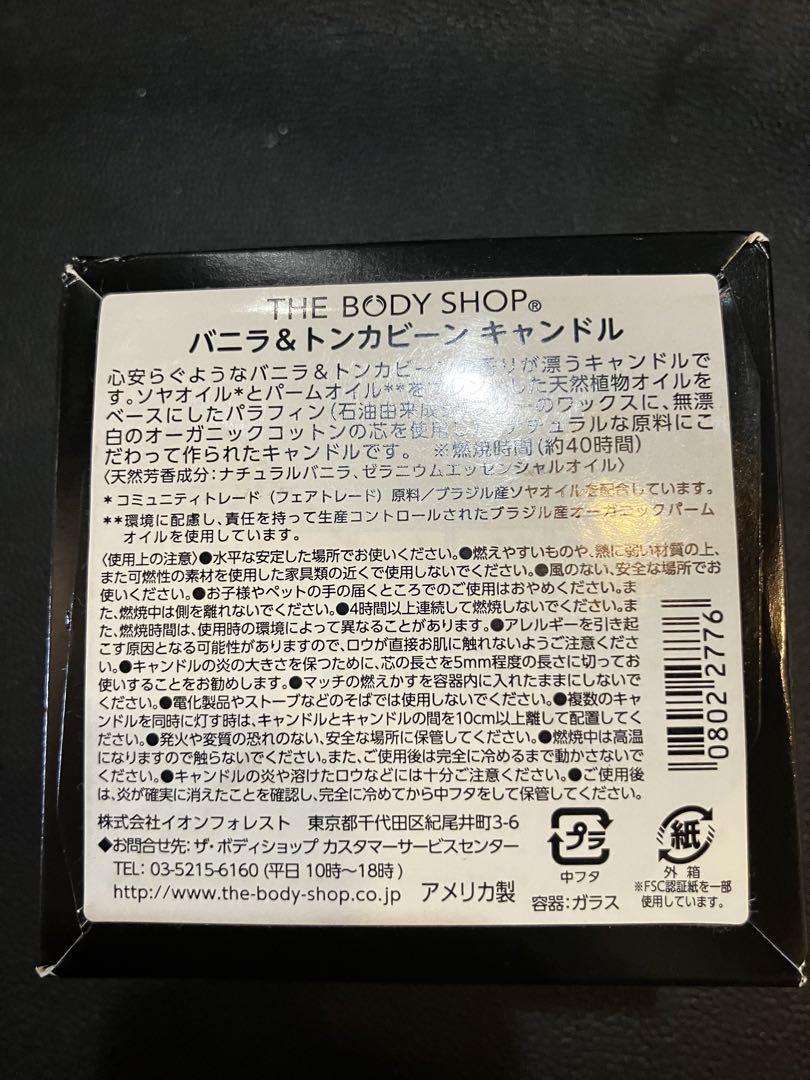 THE BODY SHOP®
バニラ&トンカビーン キャンドル
心安らぐようなバニラ&トンカビー りが漂うキャンドルで
す。ソヤオイル*とパームオイル**を した天然植物オイルを
ベースにしたパラフィン(石油由来成 ーのワックスに、無漂
白のオーガニックコットンの芯を使用し チュラルな原料にこ
だわって作られたキャンドルです。 ※燃焼時間(約40時間)
〈天然芳香成分:ナチュラルバニラ、ゼラニウムエッセンシャルオイル〉
*コミュニティトレード(フェアトレード)原料/ブラジル産ソヤオイルを配合しています。
**環境に配慮し、責任を持って生産コントロールされたブラジル産オーガニックパーム
オイルを使用しています。
〈使用上の注意〉●水平な安定した場所でお使いください。●燃えやすいものや、熱に弱い材質の上、
また可燃性の素材を使用した家具類の近くで使用しないでください。●風のない、安全な場所でお
使いください。●お子様やペットの手の届くところでのご使用はおやめください。ま
た、燃焼中は側を離れないでください。●4時間以上連続して燃焼しないでください。ま
た、燃焼時間は、使用時の環境によって異なることがあります。●アレルギーを引き起
こす原因となる可能性がありますので、ロウが直接お肌に触れないようご注意くださ
い。●キャンドルの炎の大きさを保つために、芯の長さを5mm程度の長さに切ってお
使いすることをお勧めします。●マッチの燃えかすを容器内に入れたままにしないで
ください。●電化製品やストーブなどのそばでは使用しないでください。●複数のキャ
ンドルを同時に灯す時は、キャンドルとキャンドルの間を10cm以上離して配置してく
ださい。●発火や変質の恐れのない、安全な場所に保管してください。●燃焼中は高温
になりますので触らないでください。また、ご使用後は完全に冷めるまで動かさないで
ください。●キャンドルの炎や溶けたロウなどには十分ご注意ください。●ご使用後
は、炎が確実に消えたことを確認し、完全に冷めてから中フタをして保管してください。
0802 2776
株式会社イオンフォレスト 東京都千代田区紀尾井町3-6
◆お問合せ先:ザ・ボディショップ カスタマーサービスセンター
TEL: 03-5215-6160 (平日 10時~18時)
http://www.the-body-shop.co.jp アメリカ製
プラ
中フタ
容器:ガラス
紙
外 箱
※FSC認証紙を一部
使用しています。